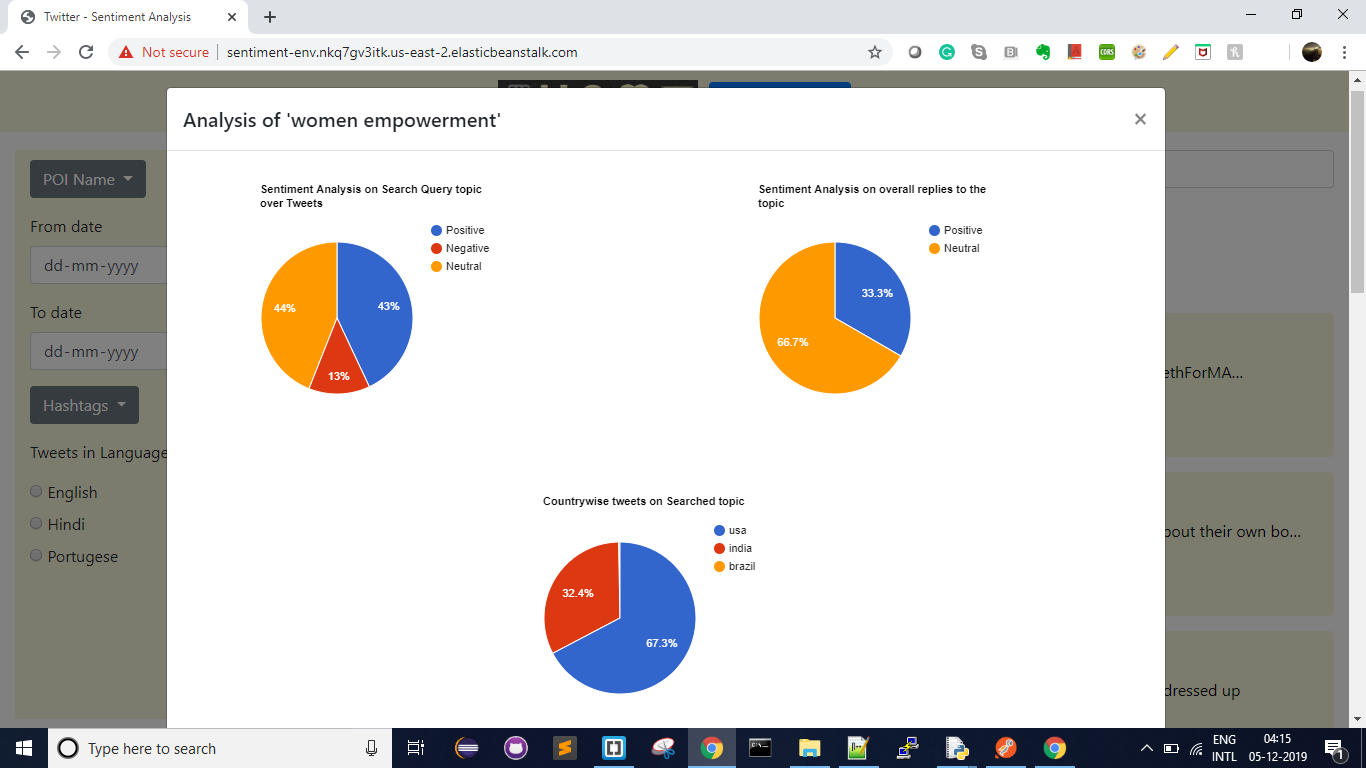 Twitter - Sentiment Analysis
Not secure
sentiment-env.nkq7gv3itk.us-east-2.elasticbeanstalk.com
CORS
Analysis of 'women empowerment'
×
POI Name
From date
dd-mm-yyyy
To date
dd-mm-yyyy
Hashtags
Tweets in Language
English
Hindi
Portugese
Sentiment Analysis on Search Query topic
over Tweets
Positive
Negative
Neutral
44%
43%
13%
Sentiment Analysis on overall replies to the
topic
Positive
Neutral
33.3%
66.7%
Countrywise tweets on Searched topic
usa
india
brazil
32.4%
67.3%
ethForMA...
bout their own bo...
dressed up
Type here to search
ENG
INTL
04:15
05-12-2019
1